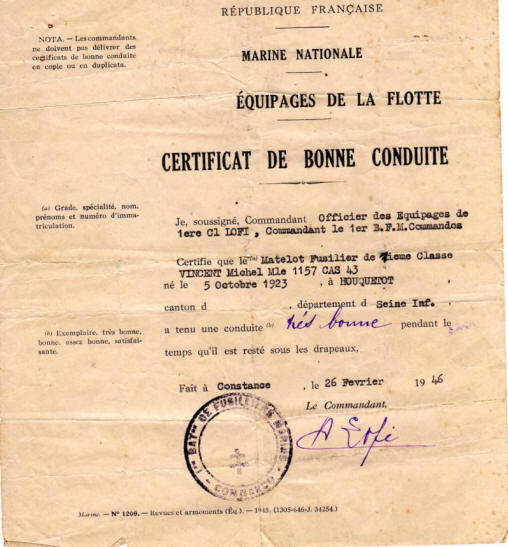 RÉPUBLIQUE FRANÇAISE
NOTA. — Les commandants
ne doivent pas délivrer des
certificats de bonne conduite
en copie ou en duplicata.
MARINE NATIONALE
ÉQUIPAGES DE LA FLOTTE
CERTIFICAT DE BONNE CONDUITE
(a) Grade, spécialité, nom,
prénoms et numéro d'imma-
triculation.
Je, soussigné, Commandant Officier des Equipages de
1ere Cl LOFI , Commandant le 1er B.F.M.Commandos
Certifie que le (a) Matelot Fusilier de ieme Classe
VINCENT Michel Mle 1157 CAS 43
né le 5 Octobre 1923 , à HOUQUETOT
canton d , département d Seine Inf. ,
(b) Exemplaire, très bonne,
bonne, assez bonne, satisfai-
sante.
a tenu une conduite (b) trés bonne pendant le
temps qu'il est resté sous les drapeaux.
Fait à Constance , le 26 Fevrier 1946
Le Commandant,
A Lofi
1er BATon DE FUSILLIERS MARINS
COMMANDO
Marine. — N° 1209. — Revues et armements (Éq.). — 1945. (1305-646-J. 34254.)